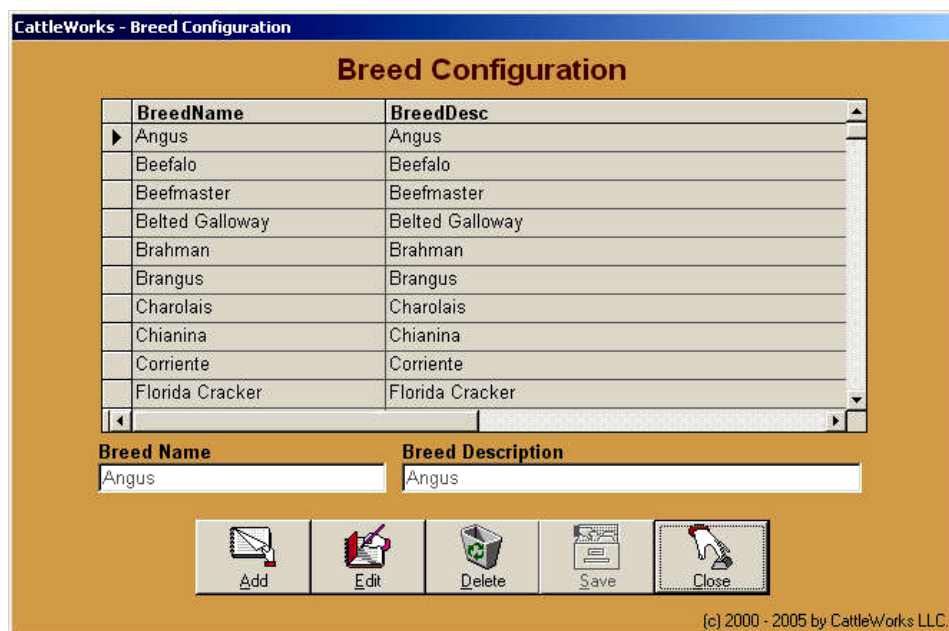 CattleWorks - Breed Configuration
Breed Configuration
BreedName BreedDesc
Angus Angus
Beefalo Beefalo
Beefmaster Beefmaster
Belted Galloway Belted Galloway
Brahman Brahman
Brangus Brangus
Charolais Charolais
Chianina Chianina
Corriente Corriente
Florida Cracker Florida Cracker
Breed Name Breed Description
Angus Angus
Add Edit Delete Save Close
(c) 2000 - 2005 by CattleWorks LLC.